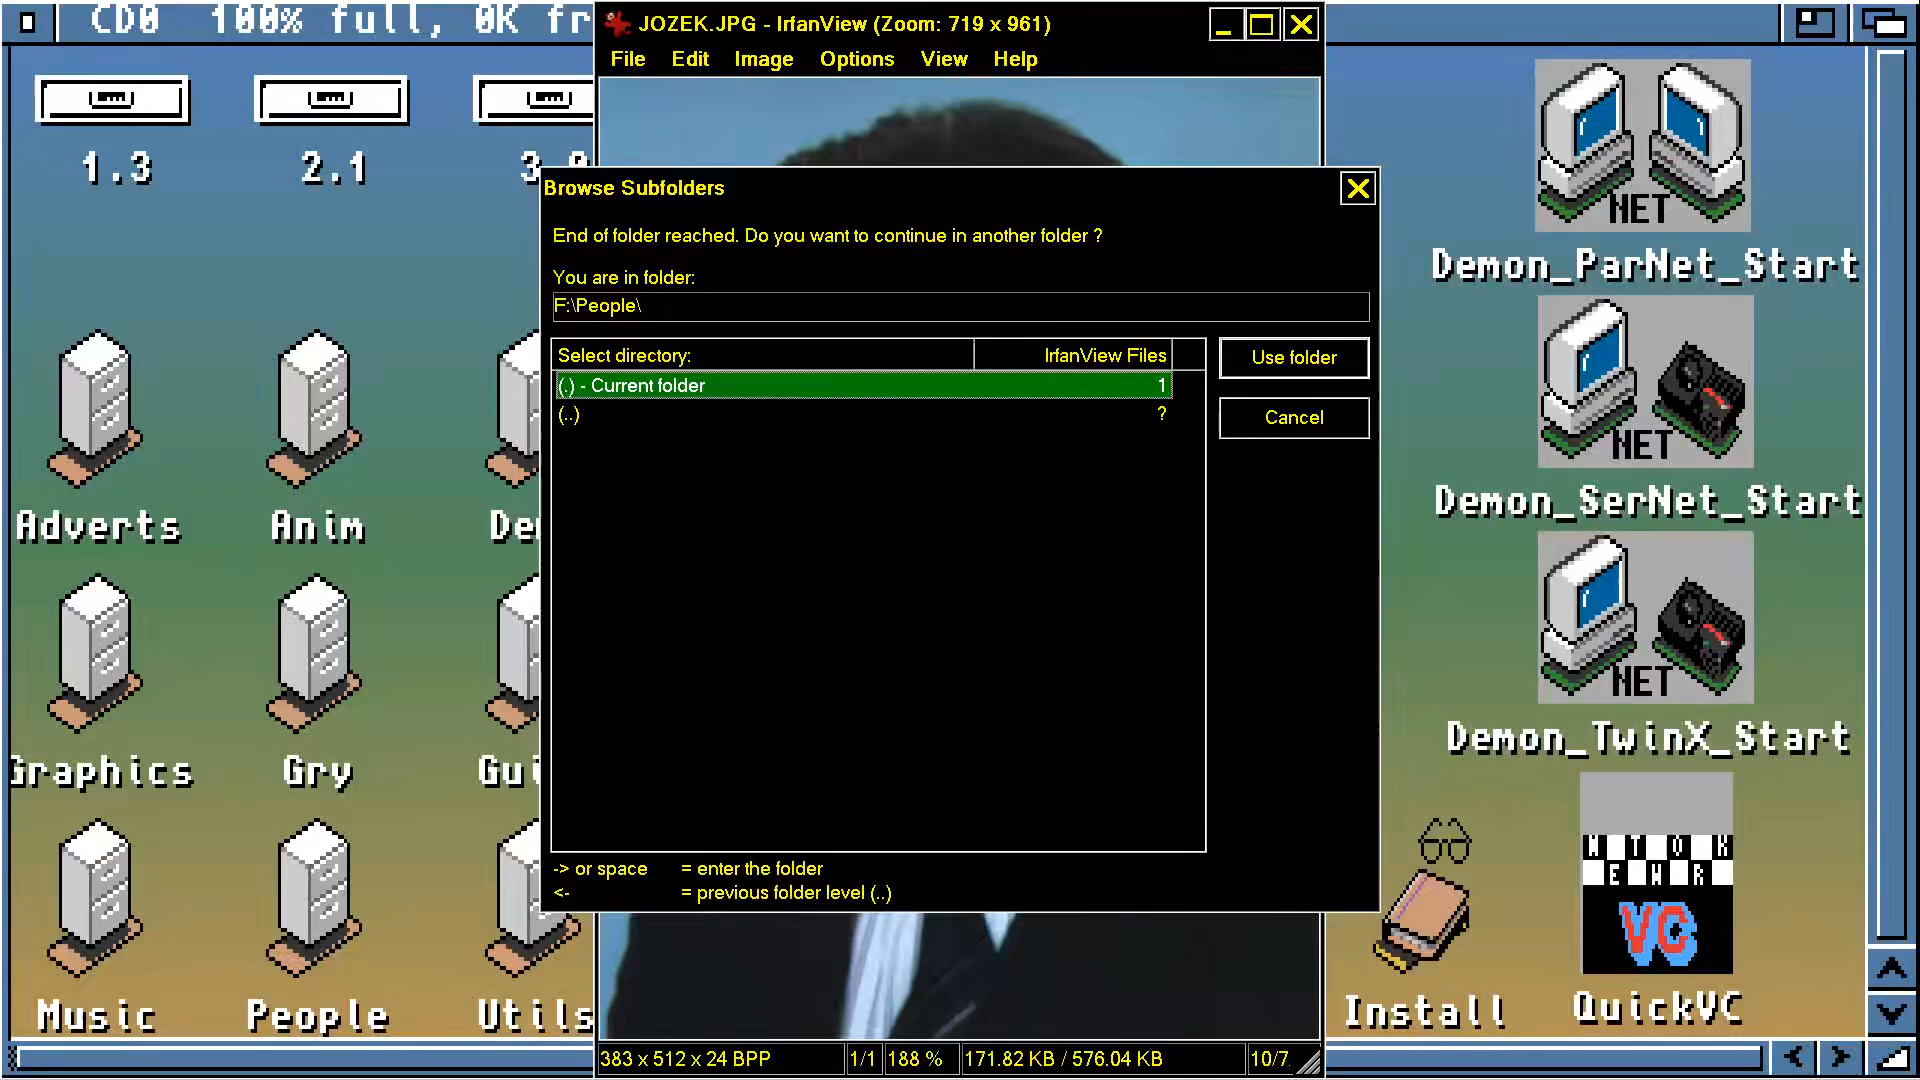 CD0 100% full, 0K fr
JOZEK.JPG - IrfanView (Zoom: 719 x 961)
File Edit Image Options View Help
1.3
2.1
Browse Subfolders
End of folder reached. Do you want to continue in another folder ?
You are in folder:
F:\People\
Select directory: IrfanView Files
(.) - Current folder 1
(..) ?
Use folder
Cancel
-> or space = enter the folder
<- = previous folder level (..)
NET
Demon_ParNet_Start
NET
Demon_SerNet_Start
NET
Demon_TwinX_Start
Adverts
Anim
De
Graphics
Gry
Gui
Music
People
Utils
VC
Install
QuickVC
383 x 512 x 24 BPP 1/1 188 % 171.82 KB / 576.04 KB 10/7